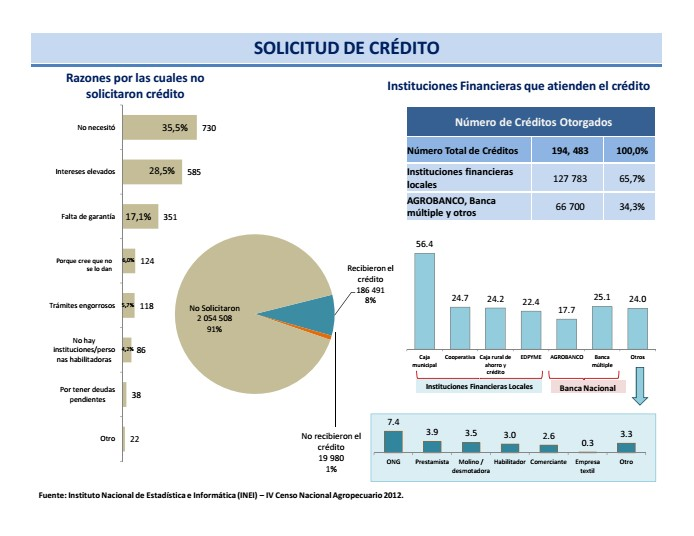 SOLICITUD DE CRÉDITO
Razones por las cuales no
solicitaron crédito
No necesitó
35,5%
730
Intereses elevados
28,5%
585
Falta de garantía
17,1%
351
Porque cree que no
se lo dan
6,0%
124
Trámites engorrosos
5,7%
118
No hay
instituciones/perso
nas habilitadoras
4,2%
86
Por tener deudas
pendientes
38
Otro
22
No Solicitaron
2 054 508
91%
Recibieron el
crédito
186 491
8%
No recibieron el
crédito
19 980
1%
Instituciones Financieras que atienden el crédito
Número de Créditos Otorgados
Número Total de Créditos 194, 483 100,0%
Instituciones financieras
locales
127 783 65,7%
AGROBANCO, Banca
múltiple y otros
66 700 34,3%
56.4
24.7
24.2
22.4
17.7
25.1
24.0
Caja
municipal
Cooperativa
Caja rural de
ahorro y
crédito
EDPYME
AGROBANCO
Banca
múltiple
Otros
Instituciones Financieras Locales
Banca Nacional
7.4
3.9
3.5
3.0
2.6
0.3
3.3
ONG
Prestamista
Molino /
desmotadora
Habilitador
Comerciante
Empresa
textil
Otro
Fuente: Instituto Nacional de Estadística e Informática (INEI) – IV Censo Nacional Agropecuario 2012.